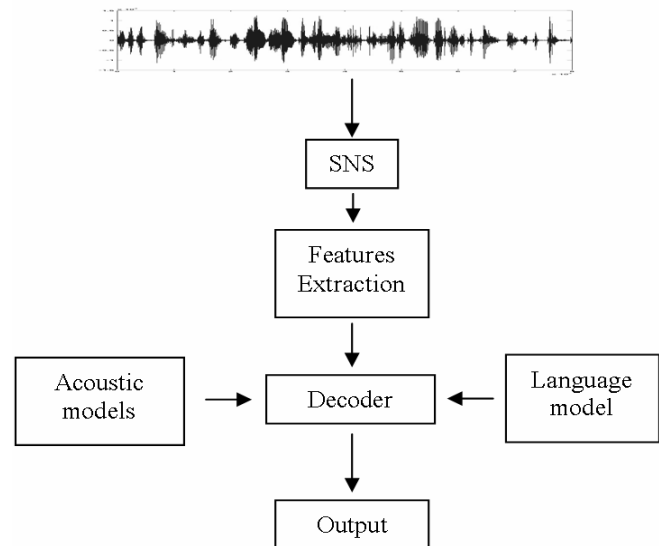 SNS
Features
Extraction
Acoustic
models
Decoder
Language
model
Output